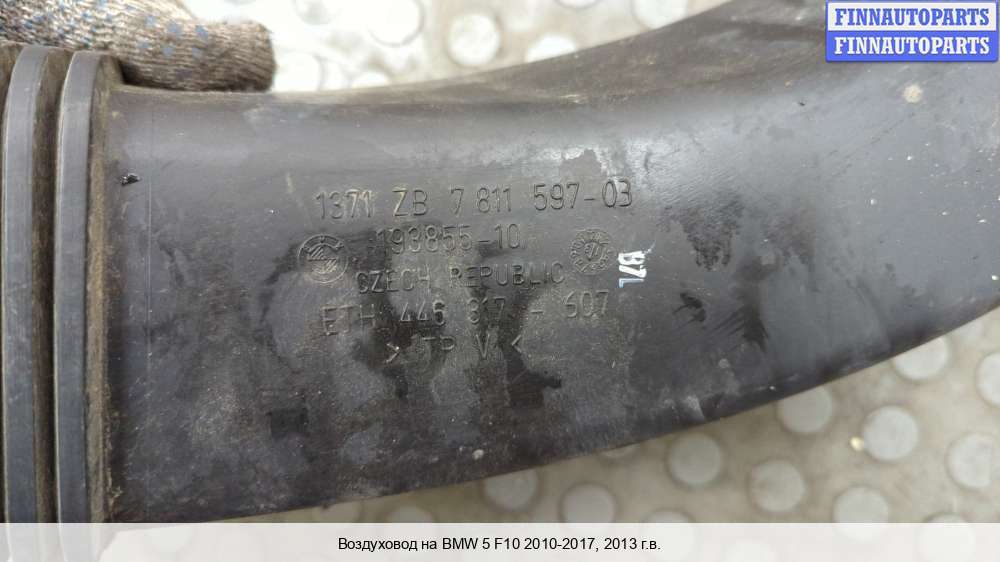 FINNAUTOPARTS
FINNAUTOPARTS
1371 ZB 7 811 597-03
193855-10
CZECH REPUBLIC
ETH 446 817 - 607
> TP V <
Воздуховод на BMW 5 F10 2010-2017, 2013 г.в.